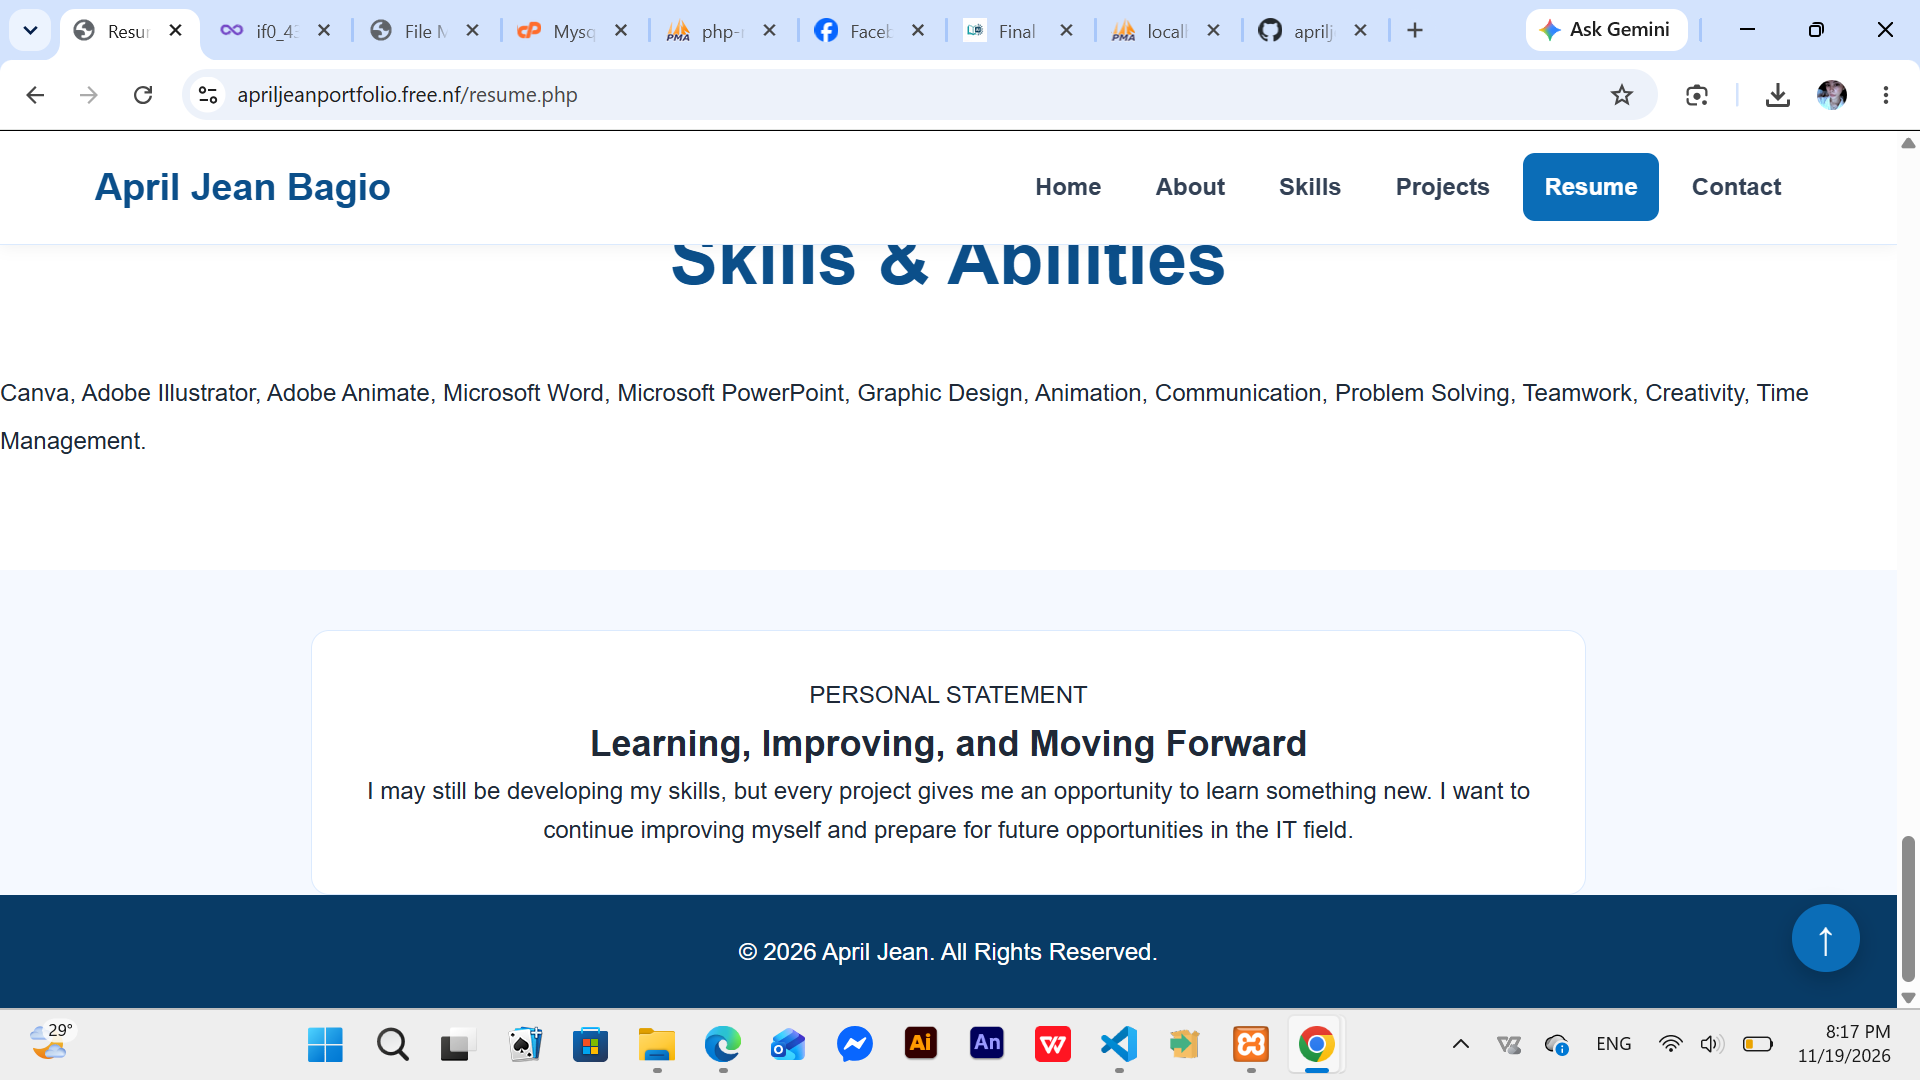 Resu
if0_43
File M
Mysq
php-
Faceb
Final
locall
aprilj
Ask Gemini
apriljeanportfolio.free.nf/resume.php
April Jean Bagio
Home
About
Skills
Projects
Resume
Contact
Skills & Abilities
Canva, Adobe Illustrator, Adobe Animate, Microsoft Word, Microsoft PowerPoint, Graphic Design, Animation, Communication, Problem Solving, Teamwork, Creativity, Time
Management.
PERSONAL STATEMENT
Learning, Improving, and Moving Forward
I may still be developing my skills, but every project gives me an opportunity to learn something new. I want to
continue improving myself and prepare for future opportunities in the IT field.
© 2026 April Jean. All Rights Reserved.
↑
29°
Ai
An
ENG
8:17 PM
11/19/2026